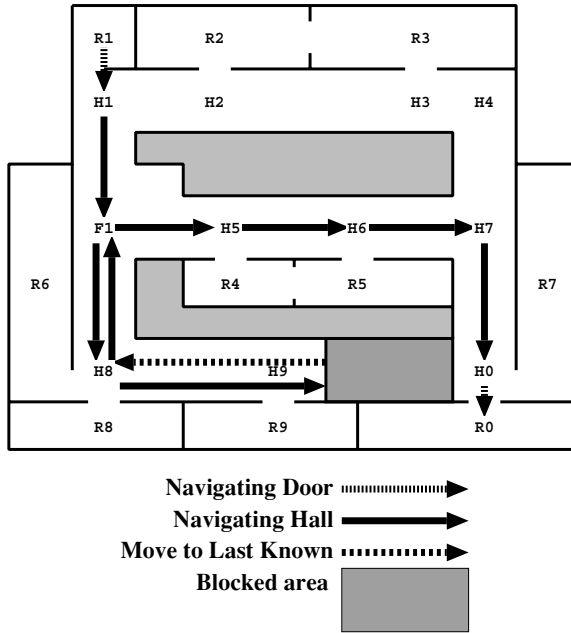 R1 R2 R3
H1 H2 H3 H4
F1 H5 H6 H7
R6 R4 R5 R7
H8 H9 H0
R8 R9 R0
Navigating Door
Navigating Hall
Move to Last Known
Blocked area